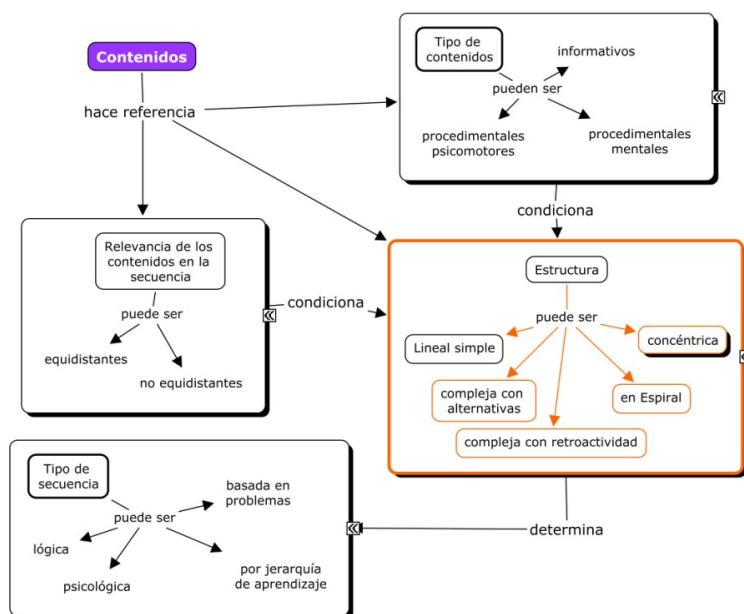 Contenidos
hace referencia
Tipo de
contenidos
informativos
pueden ser
procedimentales
psicomotores
procedimentales
mentales
condiciona
Relevancia de los
contenidos en la
secuencia
puede ser
equidistantes
no equidistantes
condiciona
Estructura
puede ser
Lineal simple
concéntrica
compleja con
alternativas
en Espiral
compleja con retroactividad
determina
Tipo de
secuencia
basada en
problemas
puede ser
lógica
psicológica
por jerarquía
de aprendizaje